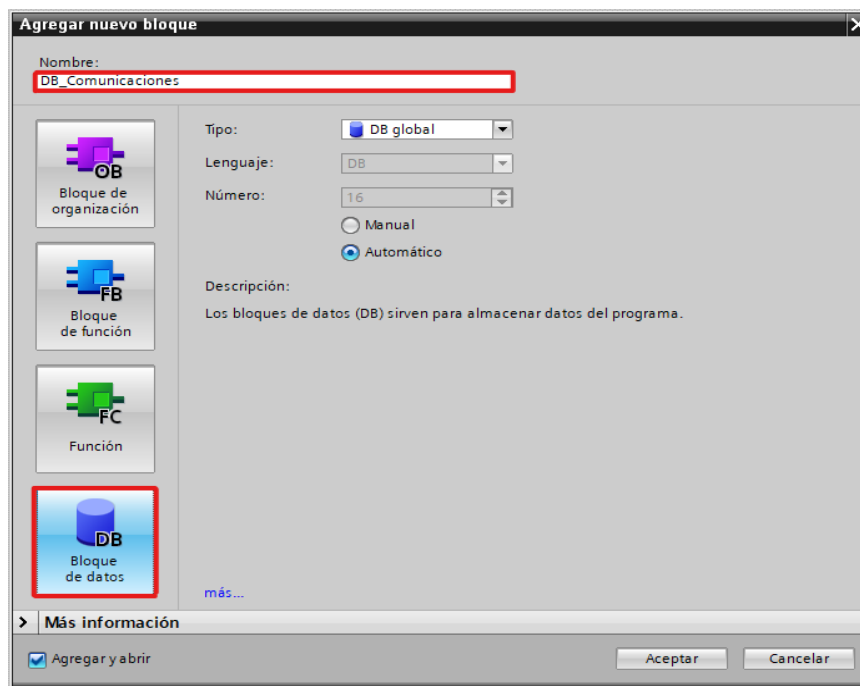 Agregar nuevo bloque
Nombre:
DB_Comunicaciones
OB
Bloque de
organización
FB
Bloque
de función
FC
Función
DB
Bloque
de datos
Tipo: DB global
Lenguaje: DB
Número: 16
Manual
Automático
Descripción:
Los bloques de datos (DB) sirven para almacenar datos del programa.
más...
> Más información
Agregar y abrir
Aceptar
Cancelar